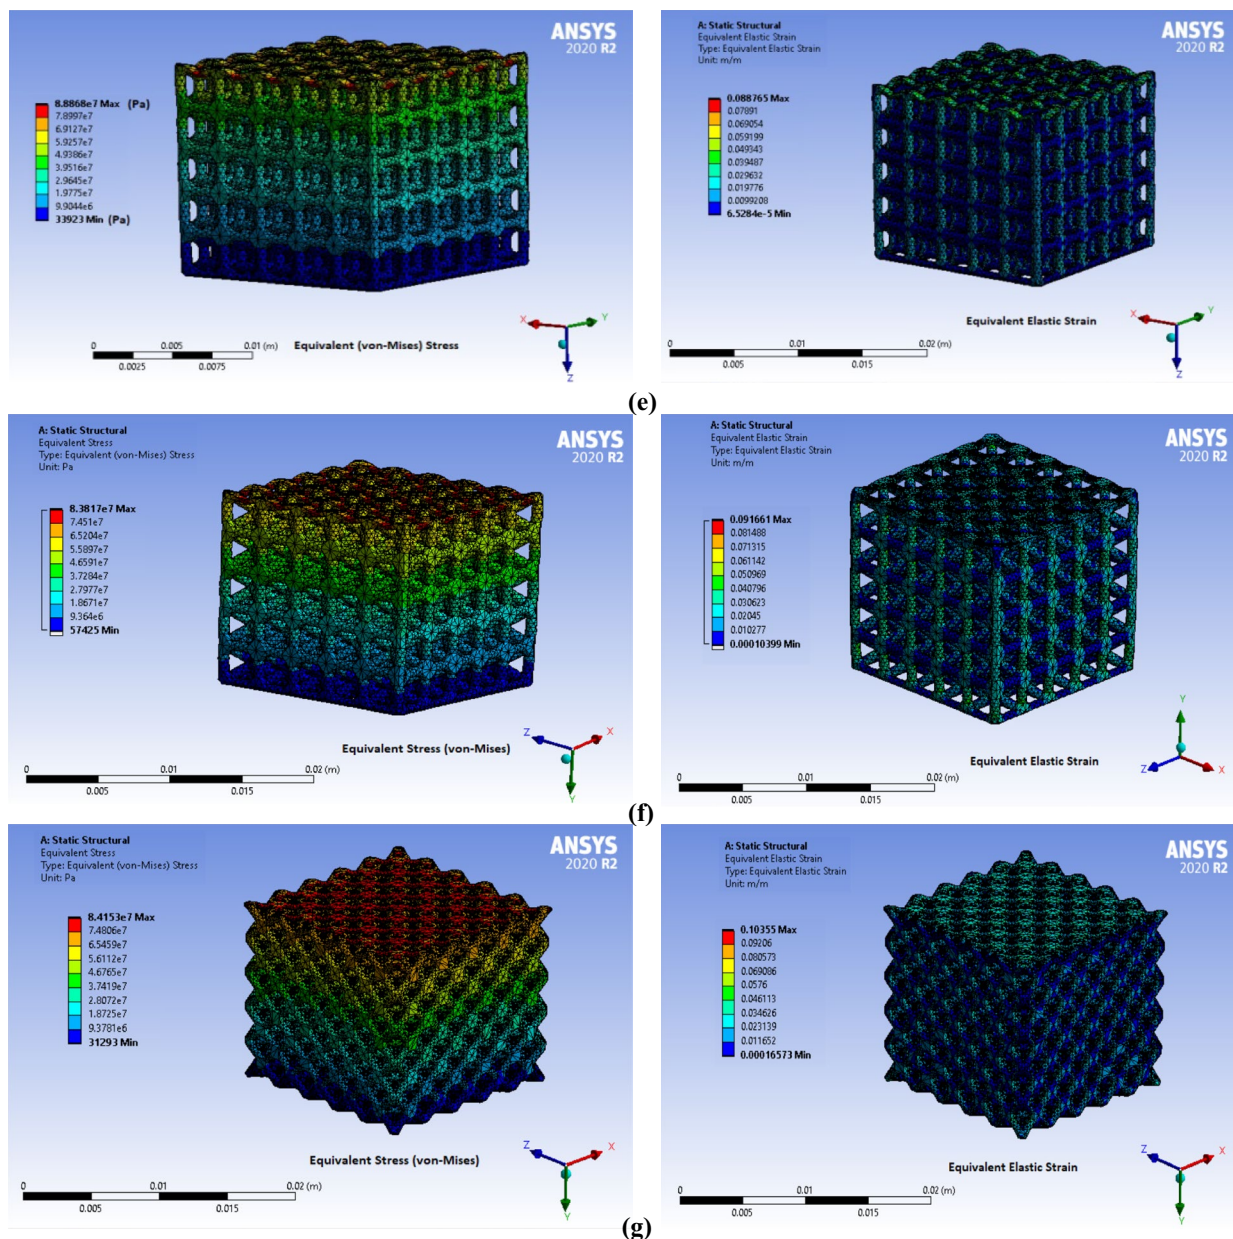 ANSYS
2020 R2
8.8868e7 Max (Pa)
7.8997e7
6.9127e7
5.9257e7
4.9386e7
3.9516e7
2.9645e7
1.9775e7
9.9044e6
33923 Min (Pa)
X
Y
Z
0
0.005
0.01 (m)
0.0025
0.0075
Equivalent (von-Mises) Stress
A: Static Structural
Equivalent Elastic Strain
Type: Equivalent Elastic Strain
Unit: m/m
ANSYS
2020 R2
0.088765 Max
0.07891
0.069054
0.059199
0.049343
0.039487
0.029632
0.019776
0.0099208
6.5284e-5 Min
X
Y
Z
Equivalent Elastic Strain
0
0.01
0.02 (m)
0.005
0.015
(e)
A: Static Structural
Equivalent Stress
Type: Equivalent (von-Mises) Stress
Unit: Pa
ANSYS
2020 R2
8.3817e7 Max
7.451e7
6.5204e7
5.5897e7
4.6591e7
3.7284e7
2.7977e7
1.8671e7
9.364e6
57425 Min
Z
X
Y
Equivalent Stress (von-Mises)
0
0.01
0.02 (m)
0.005
0.015
A: Static Structural
Equivalent Elastic Strain
Type: Equivalent Elastic Strain
Unit: m/m
ANSYS
2020 R2
0.091661 Max
0.081488
0.071315
0.061142
0.050969
0.040796
0.030623
0.02045
0.010277
0.00010399 Min
Y
Z
X
Equivalent Elastic Strain
0
0.01
0.02 (m)
0.005
0.015
(f)
A: Static Structural
Equivalent Stress
Type: Equivalent (von-Mises) Stress
Unit: Pa
ANSYS
2020 R2
8.4153e7 Max
7.4806e7
6.5459e7
5.6112e7
4.6765e7
3.7419e7
2.8072e7
1.8725e7
9.3781e6
31293 Min
Z
X
Y
Equivalent Stress (von-Mises)
0
0.01
0.02 (m)
0.005
0.015
A: Static Structural
Equivalent Elastic Strain
Type: Equivalent Elastic Strain
Unit: m/m
ANSYS
2020 R2
0.10355 Max
0.09206
0.080573
0.069086
0.0576
0.046113
0.034626
0.023139
0.011652
0.00016573 Min
Z
X
Y
Equivalent Elastic Strain
0
0.01
0.02 (m)
0.005
0.015
(g)